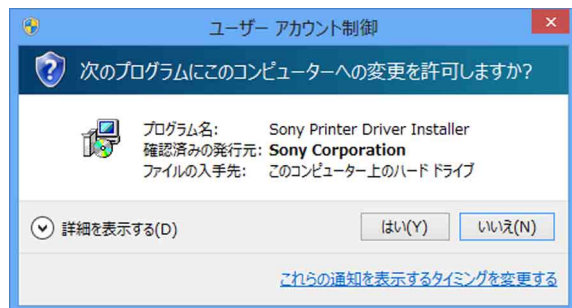 ユーザー アカウント制御
次のプログラムにこのコンピューターへの変更を許可しますか?
プログラム名: Sony Printer Driver Installer
確認済みの発行元: Sony Corporation
ファイルの入手先: このコンピューター上のハード ドライブ
詳細を表示する(D) はい(Y) いいえ(N)
これらの通知を表示するタイミングを変更する